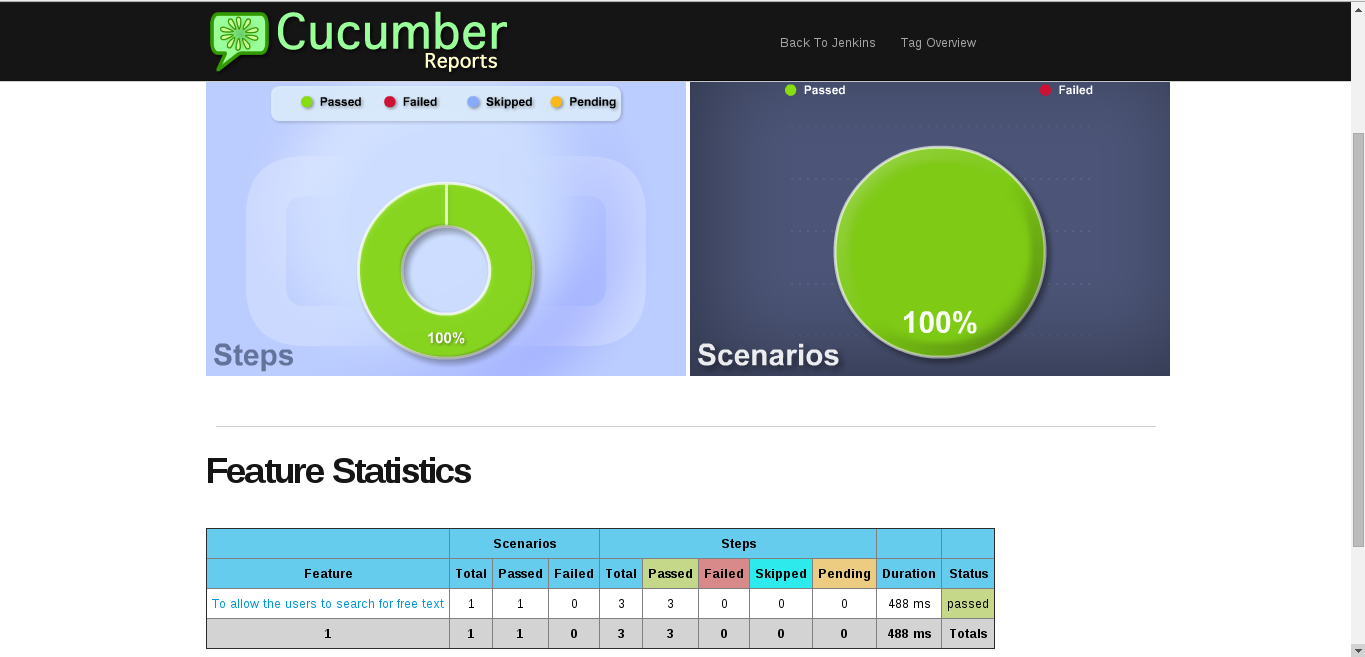 Cucumber
Reports
Back To Jenkins Tag Overview
Passed Failed Skipped Pending
100%
Steps
Passed Failed
100%
Scenarios
Feature Statistics
Scenarios Steps
Feature Total Passed Failed Total Passed Failed Skipped Pending Duration Status
To allow the users to search for free text 1 1 0 3 3 0 0 0 488 ms passed
1 1 1 0 3 3 0 0 0 488 ms Totals